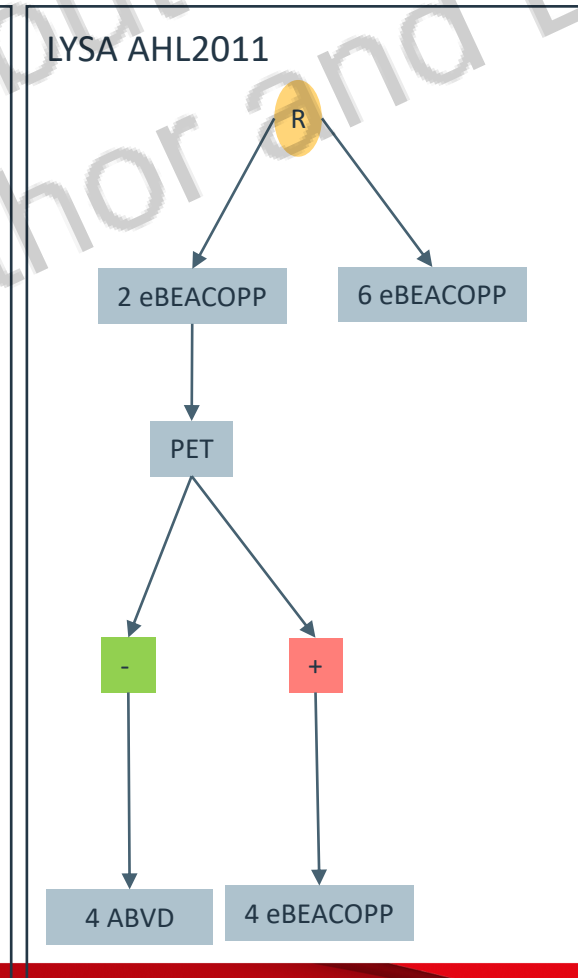 LYSA AHL2011
R
2 eBEACOPP
6 eBEACOPP
PET
-
+
4 ABVD
4 eBEACOPP